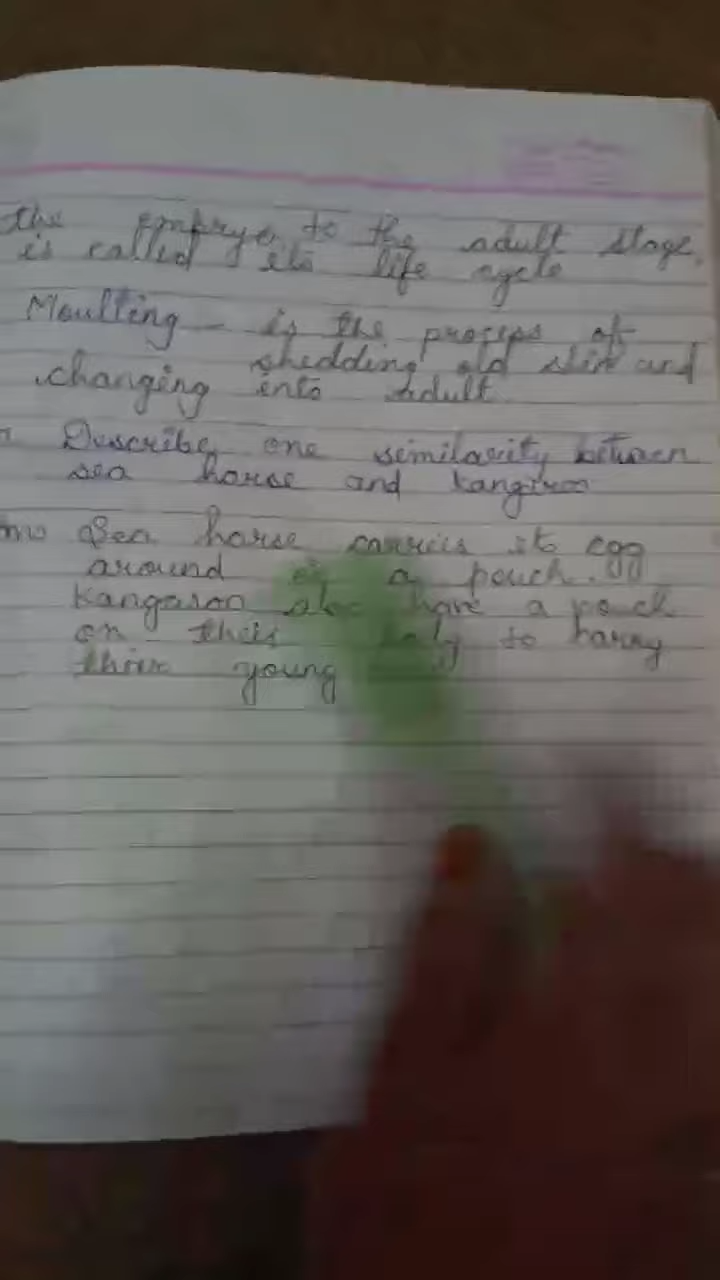 the embryo to the adult stage.
is called its life cycle
Moulting - is the process of
shedding old skin and
changing into adult
Describe one similarity between
sea horse and kangaroo
Sea horse carries its egg
around a pouch.
Kangaroo also have a pouch
on their to harry
their young